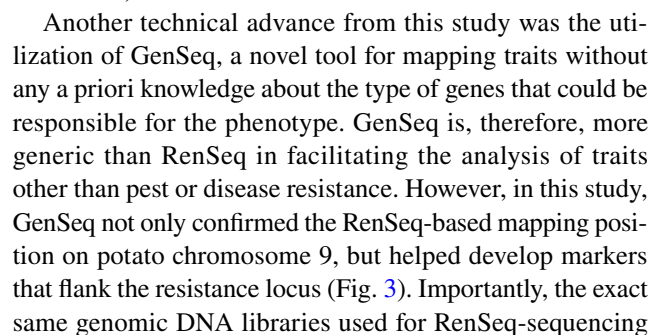 Another technical advance from this study was the uti-
lization of GenSeq, a novel tool for mapping traits without
any a priori knowledge about the type of genes that could be
responsible for the phenotype. GenSeq is, therefore, more
generic than RenSeq in facilitating the analysis of traits
other than pest or disease resistance. However, in this study,
GenSeq not only confirmed the RenSeq-based mapping posi-
tion on potato chromosome 9, but helped develop markers
that flank the resistance locus (Fig. 3). Importantly, the exact
same genomic DNA libraries used for RenSeq-sequencing